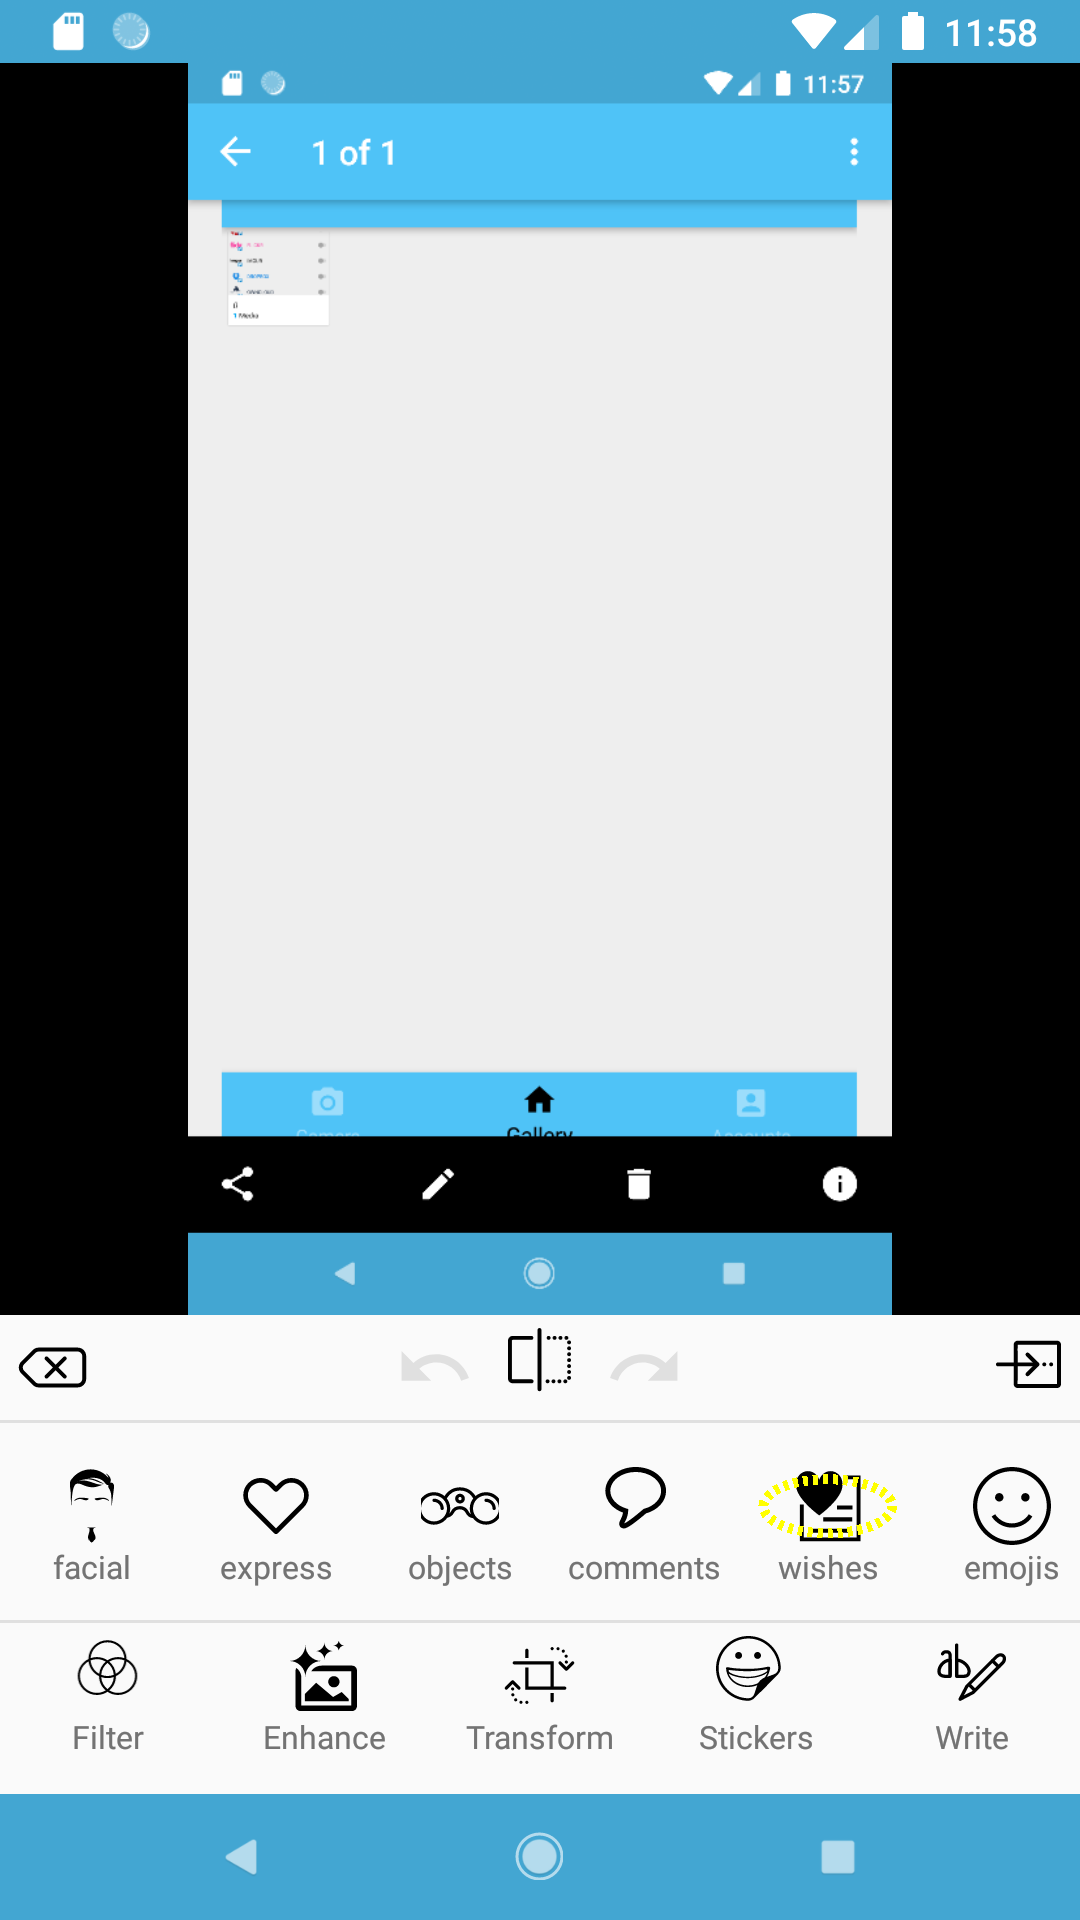 11:58
11:57
1 of 1
1 Media
Camera
Gallery
Accounts
facial
express
objects
comments
wishes
emojis
Filter
Enhance
Transform
Stickers
Write